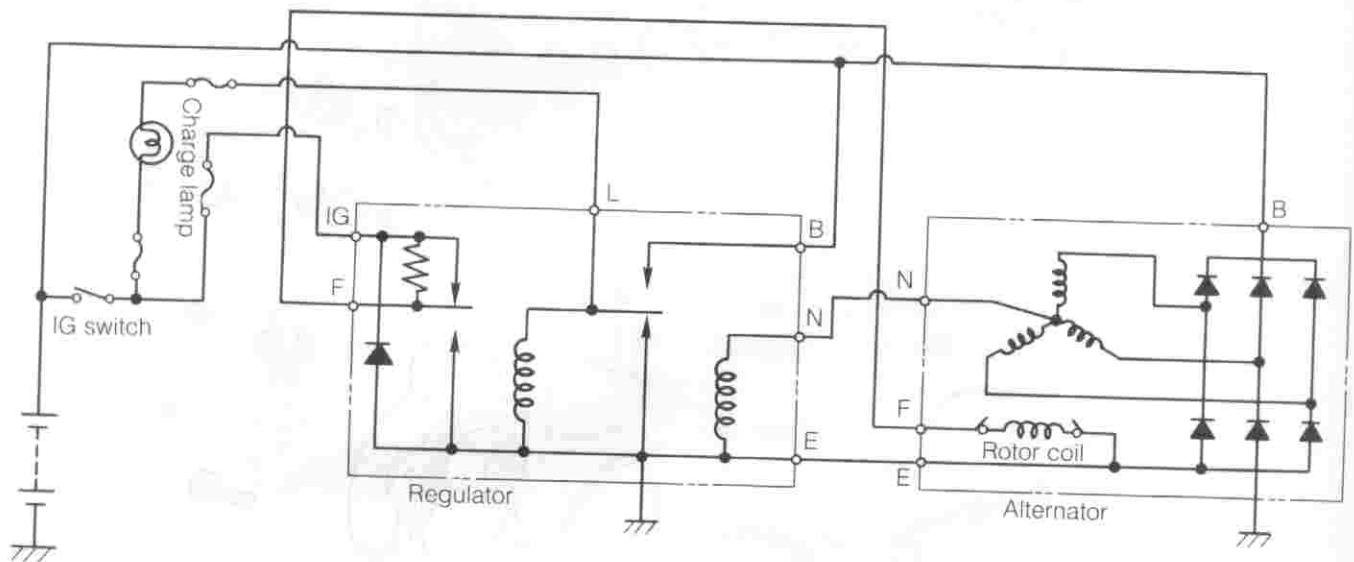 Charge lamp
IG switch
IG
F
L
B
N
E
Regulator
B
N
F
E
Rotor coil
Alternator